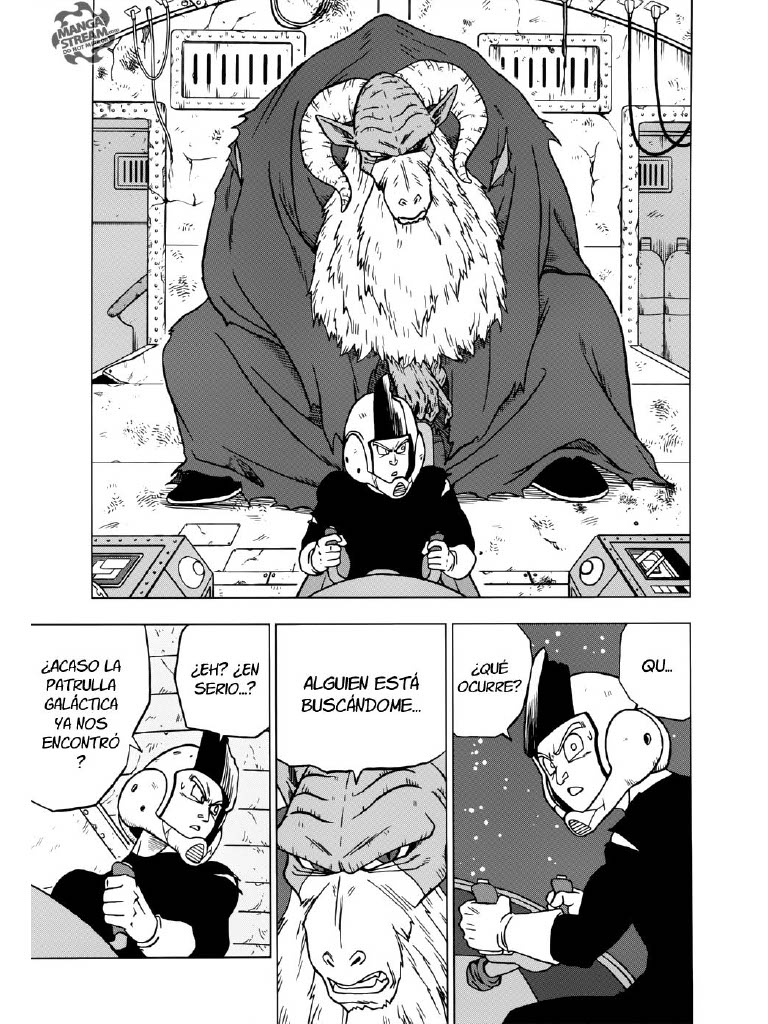 MANGA
STREAM
QU...
¿QUÉ
OCURRE?
ALGUIEN ESTÁ
BUSCÁNDOME...
¿EH? ¿EN
SERIO...?
¿ACASO LA
PATRULLA
GALÁCTICA
YA NOS
ENCONTRÓ
?